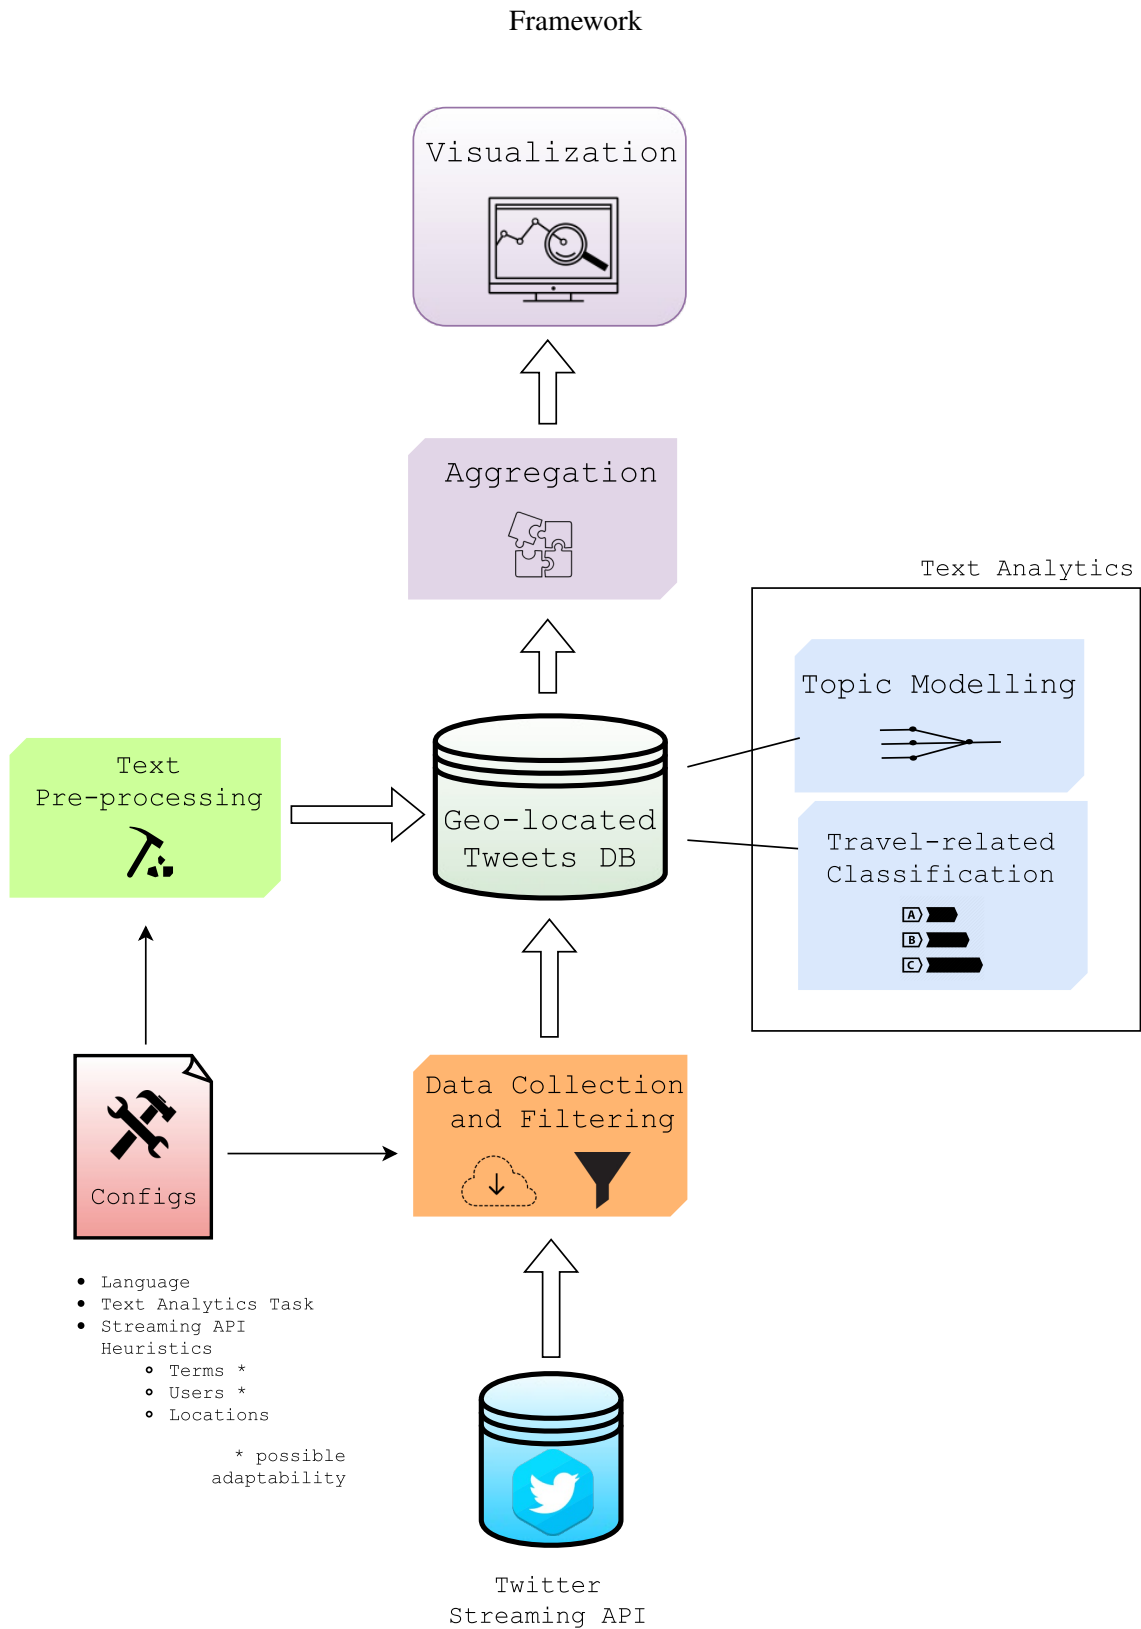 Framework
Visualization
Aggregation
Text Analytics
Topic Modelling
Text
Pre-processing
Geo-located
Tweets DB
Travel-related
Classification
A
B
C
Data Collection
and Filtering
Configs
• Language
• Text Analytics Task
• Streaming API
Heuristics
Terms *
Users *
Locations
* possible
adaptability
Twitter
Streaming API